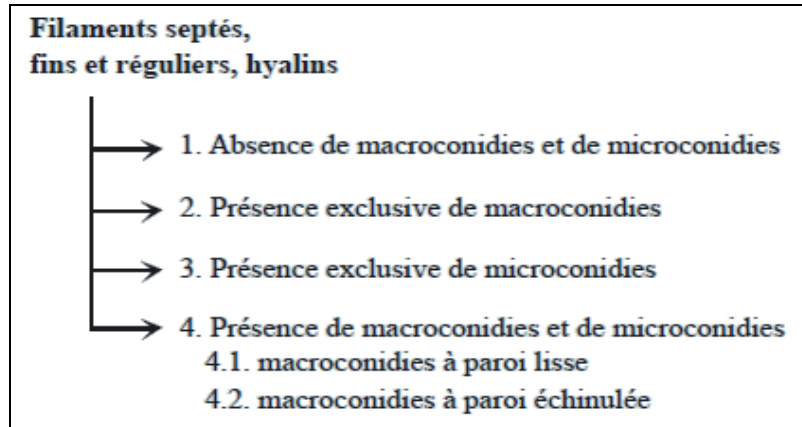 Filaments septés,
fins et réguliers, hyalins
1. Absence de macroconidies et de microconidies
2. Présence exclusive de macroconidies
3. Présence exclusive de microconidies
4. Présence de macroconidies et de microconidies
4.1. macroconidies à paroi lisse
4.2. macroconidies à paroi échinulée